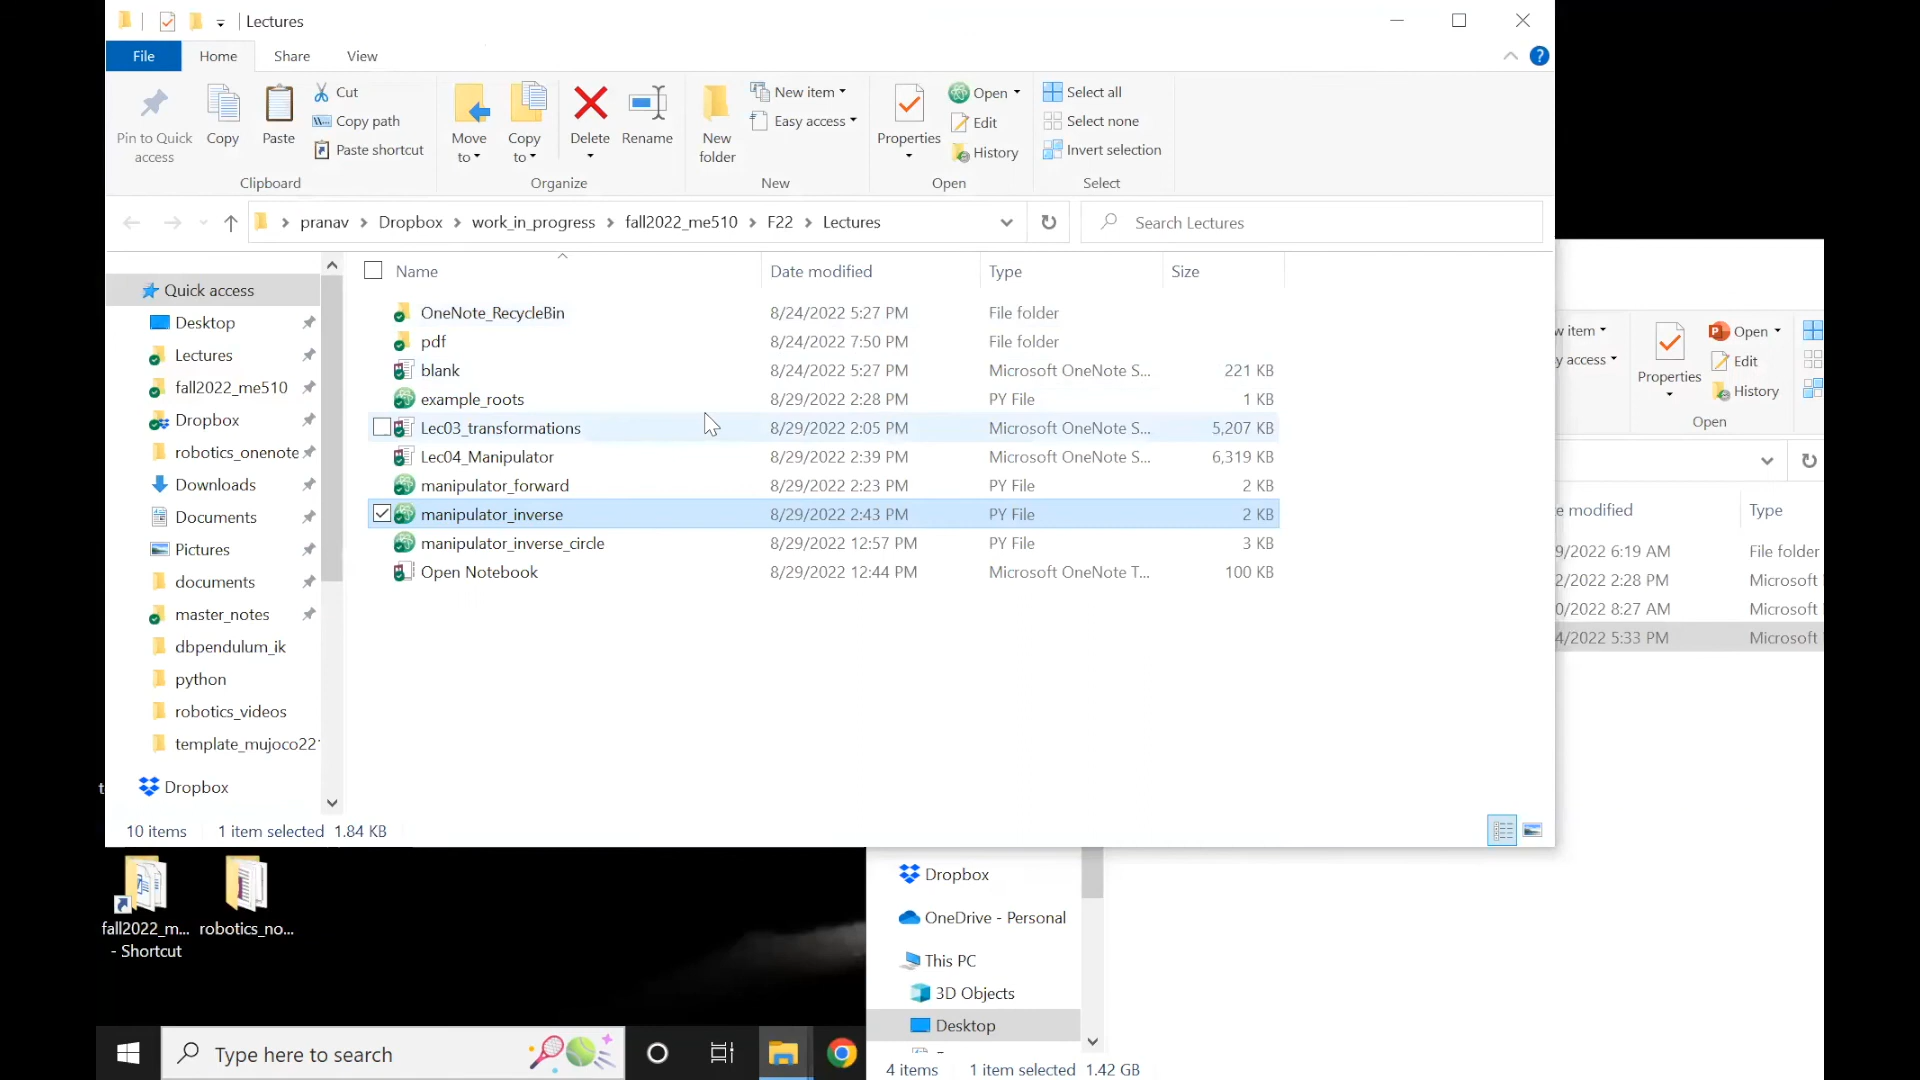 Lectures
File
Home
Share
View
Pin to Quick
access
Copy
Paste
Cut
Copy path
Paste shortcut
Clipboard
Move
to
Copy
to
Delete
Rename
Organize
New
folder
New item
Easy access
New
Properties
Open
Edit
History
Open
Select all
Select none
Invert selection
Select
pranav
Dropbox
work_in_progress
fall2022_me510
F22
Lectures
Search Lectures
Name
Date modified
Type
Size
OneNote_RecycleBin 8/24/2022 5:27 PM File folder
pdf 8/24/2022 7:50 PM File folder
blank 8/24/2022 5:27 PM Microsoft OneNote S... 221 KB
example_roots 8/29/2022 2:28 PM PY File 1 KB
Lec03_transformations 8/29/2022 2:05 PM Microsoft OneNote S... 5,207 KB
Lec04_Manipulator 8/29/2022 2:39 PM Microsoft OneNote S... 6,319 KB
manipulator_forward 8/29/2022 2:23 PM PY File 2 KB
manipulator_inverse 8/29/2022 2:43 PM PY File 2 KB
manipulator_inverse_circle 8/29/2022 12:57 PM PY File 3 KB
Open Notebook 8/29/2022 12:44 PM Microsoft OneNote T... 100 KB
Quick access
Desktop
Lectures
fall2022_me510
Dropbox
robotics_onenote
Downloads
Documents
Pictures
documents
master_notes
dbpendulum_ik
python
robotics_videos
template_mujoco221
Dropbox
10 items
1 item selected 1.84 KB
w item
y access
Properties
Open
Edit
History
Open
e modified
Type
9/2022 6:19 AM File folder
2/2022 2:28 PM Microsoft
0/2022 8:27 AM Microsoft
4/2022 5:33 PM Microsoft
fall2022_m...
- Shortcut
robotics_no...
Dropbox
OneDrive - Personal
This PC
3D Objects
Desktop
4 items
1 item selected 1.42 GB
Type here to search